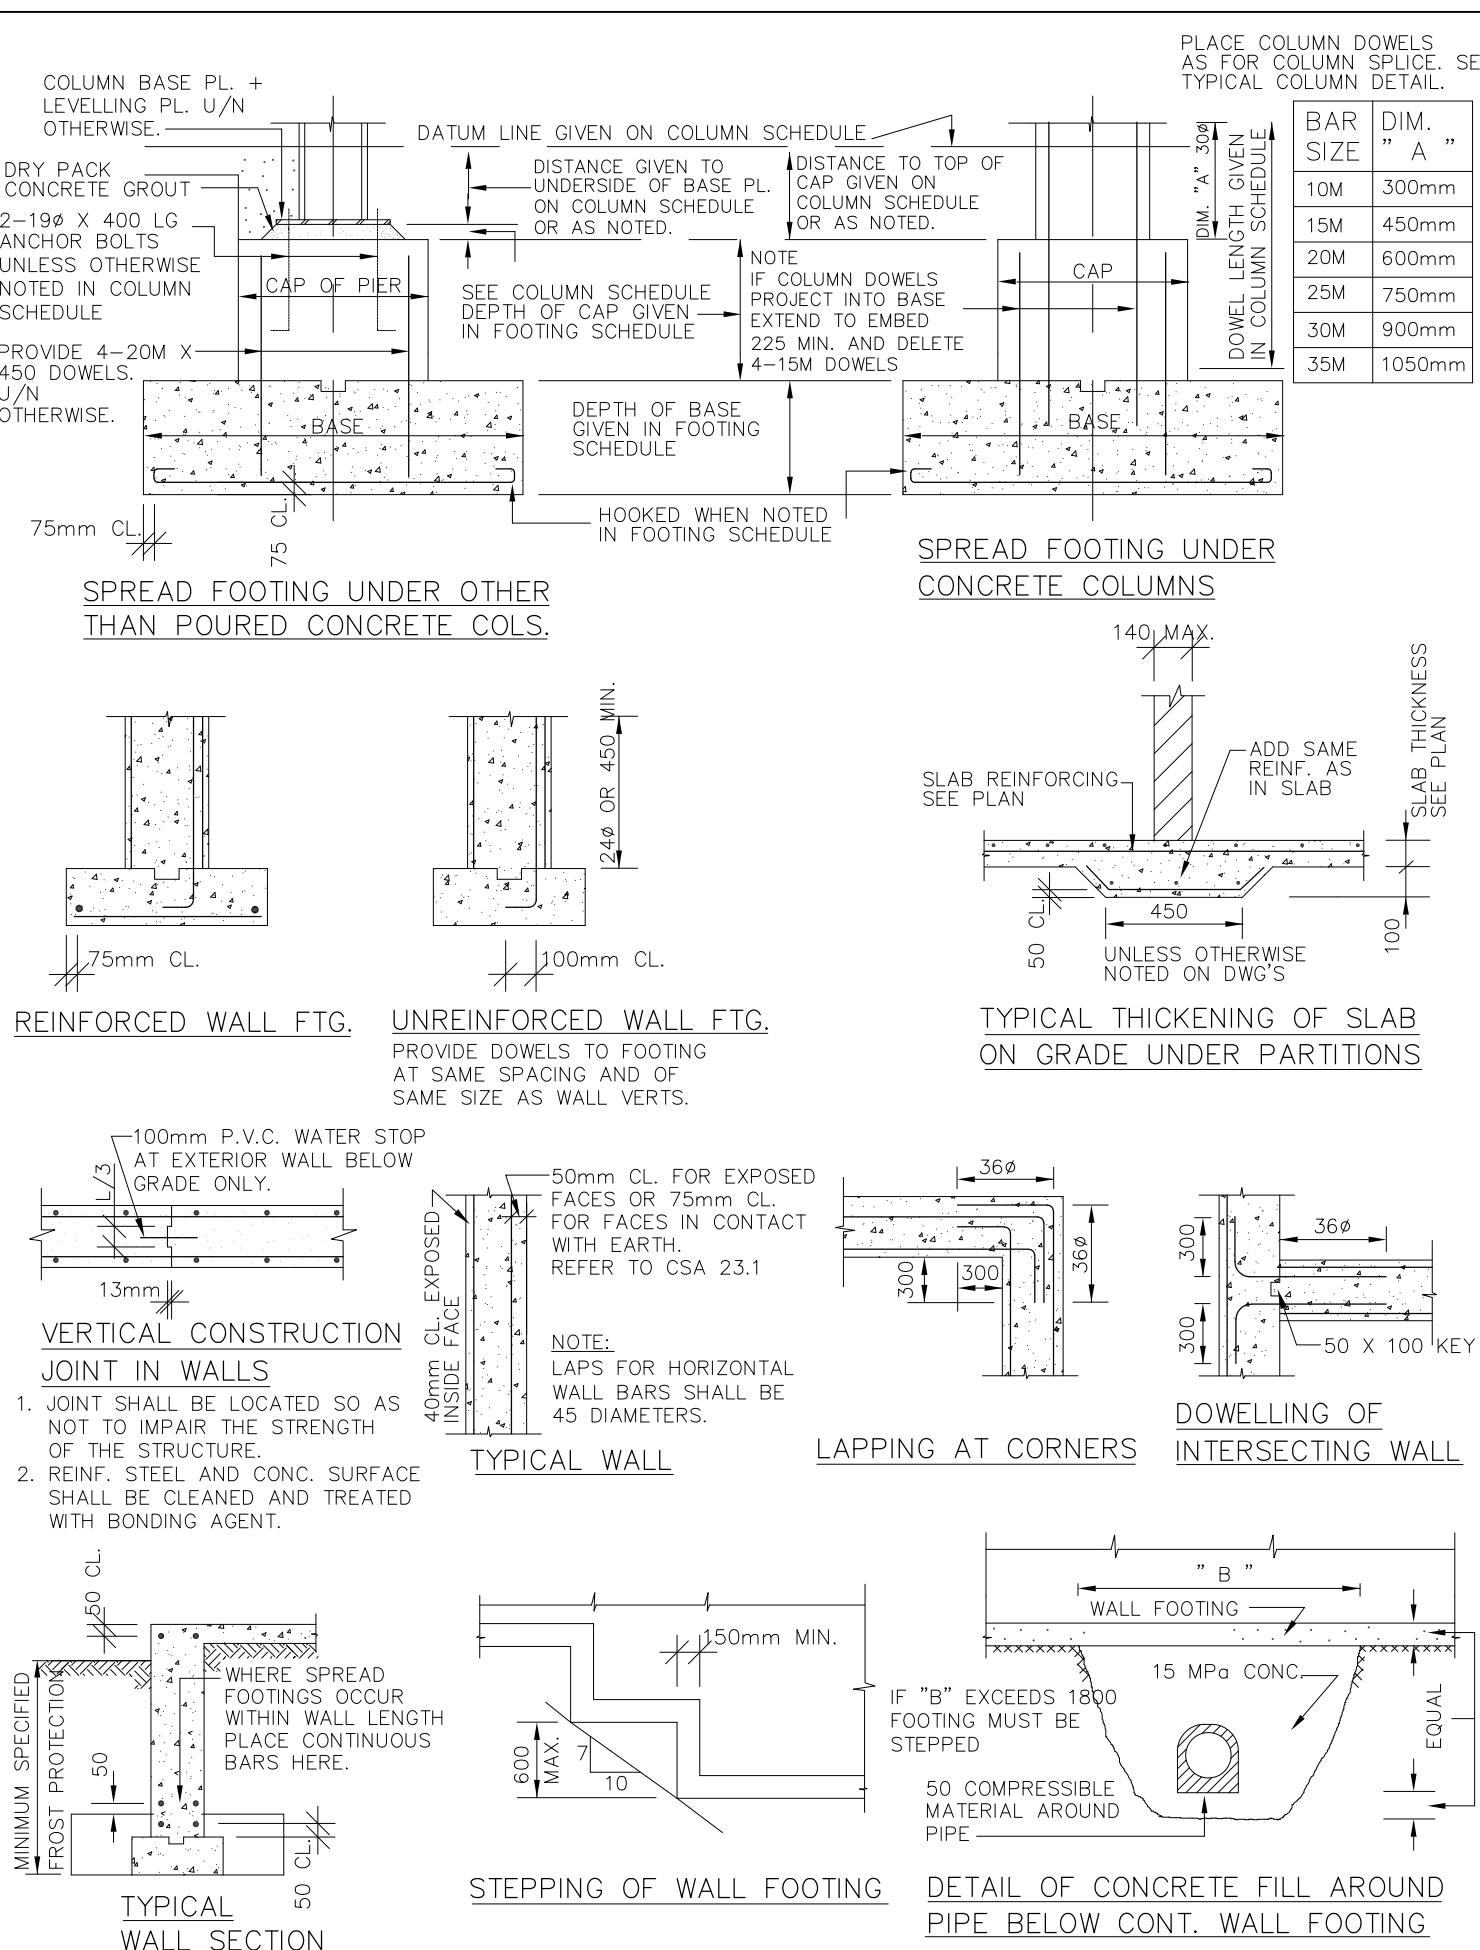 COLUMN BASE PL. +
LEVELLING PL. U/N
OTHERWISE.
DRY PACK
CONCRETE GROUT
2-19ø X 400 LG
ANCHOR BOLTS
UNLESS OTHERWISE
NOTED IN COLUMN
SCHEDULE
PROVIDE 4-20M X
450 DOWELS.
U/N
OTHERWISE.
CAP OF PIER
BASE
75mm CL.
75 CL.
SPREAD FOOTING UNDER OTHER
THAN POURED CONCRETE COLS.
DATUM LINE GIVEN ON COLUMN SCHEDULE
DISTANCE GIVEN TO
UNDERSIDE OF BASE PL.
ON COLUMN SCHEDULE
OR AS NOTED.
SEE COLUMN SCHEDULE
DEPTH OF CAP GIVEN
IN FOOTING SCHEDULE
DISTANCE TO TOP OF
CAP GIVEN ON
COLUMN SCHEDULE
OR AS NOTED.
NOTE
IF COLUMN DOWELS
PROJECT INTO BASE
EXTEND TO EMBED
225 MIN. AND DELETE
4-15M DOWELS
DEPTH OF BASE
GIVEN IN FOOTING
SCHEDULE
HOOKED WHEN NOTED
IN FOOTING SCHEDULE
PLACE COLUMN DOWELS
AS FOR COLUMN SPLICE. SE
TYPICAL COLUMN DETAIL.
CAP
BASE
DIM. "A" 30ø
DOWEL LENGTH GIVEN
IN COLUMN SCHEDULE
BAR SIZE DIM. " A "
10M 300mm
15M 450mm
20M 600mm
25M 750mm
30M 900mm
35M 1050mm
SPREAD FOOTING UNDER
CONCRETE COLUMNS
75mm CL.
REINFORCED WALL FTG.
24ø OR 450 MIN.
100mm CL.
UNREINFORCED WALL FTG.
PROVIDE DOWELS TO FOOTING
AT SAME SPACING AND OF
SAME SIZE AS WALL VERTS.
140 MAX.
SLAB REINFORCING
SEE PLAN
ADD SAME
REINF. AS
IN SLAB
SLAB THICKNESS
SEE PLAN
50 CL.
450
100
UNLESS OTHERWISE
NOTED ON DWG'S
TYPICAL THICKENING OF SLAB
ON GRADE UNDER PARTITIONS
100mm P.V.C. WATER STOP
AT EXTERIOR WALL BELOW
GRADE ONLY.
L/3
13mm
VERTICAL CONSTRUCTION
JOINT IN WALLS
1. JOINT SHALL BE LOCATED SO AS
NOT TO IMPAIR THE STRENGTH
OF THE STRUCTURE.
2. REINF. STEEL AND CONC. SURFACE
SHALL BE CLEANED AND TREATED
WITH BONDING AGENT.
40mm CL. EXPOSED
INSIDE FACE
50mm CL. FOR EXPOSED
FACES OR 75mm CL.
FOR FACES IN CONTACT
WITH EARTH.
REFER TO CSA 23.1
NOTE:
LAPS FOR HORIZONTAL
WALL BARS SHALL BE
45 DIAMETERS.
TYPICAL WALL
36ø
36ø
300
300
LAPPING AT CORNERS
300
36ø
300
50 X 100 KEY
DOWELLING OF
INTERSECTING WALL
50 CL.
MINIMUM SPECIFIED
FROST PROTECTION
50
WHERE SPREAD
FOOTINGS OCCUR
WITHIN WALL LENGTH
PLACE CONTINUOUS
BARS HERE.
50 CL.
TYPICAL
WALL SECTION
150mm MIN.
600
MAX.
7
10
STEPPING OF WALL FOOTING
" B "
WALL FOOTING
15 MPa CONC.
IF "B" EXCEEDS 1800
FOOTING MUST BE
STEPPED
50 COMPRESSIBLE
MATERIAL AROUND
PIPE
EQUAL
DETAIL OF CONCRETE FILL AROUND
PIPE BELOW CONT. WALL FOOTING